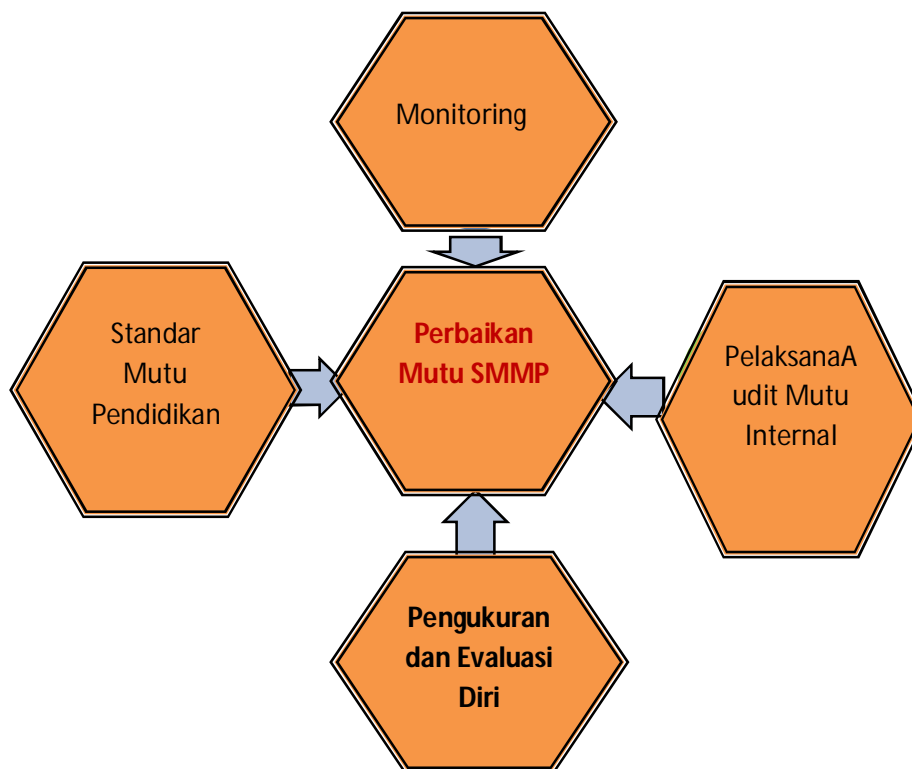 Monitoring
Standar
Mutu
Pendidikan
Perbaikan
Mutu SMMP
PelaksanaA
udit Mutu
Internal
Pengukuran
dan Evaluasi
Diri